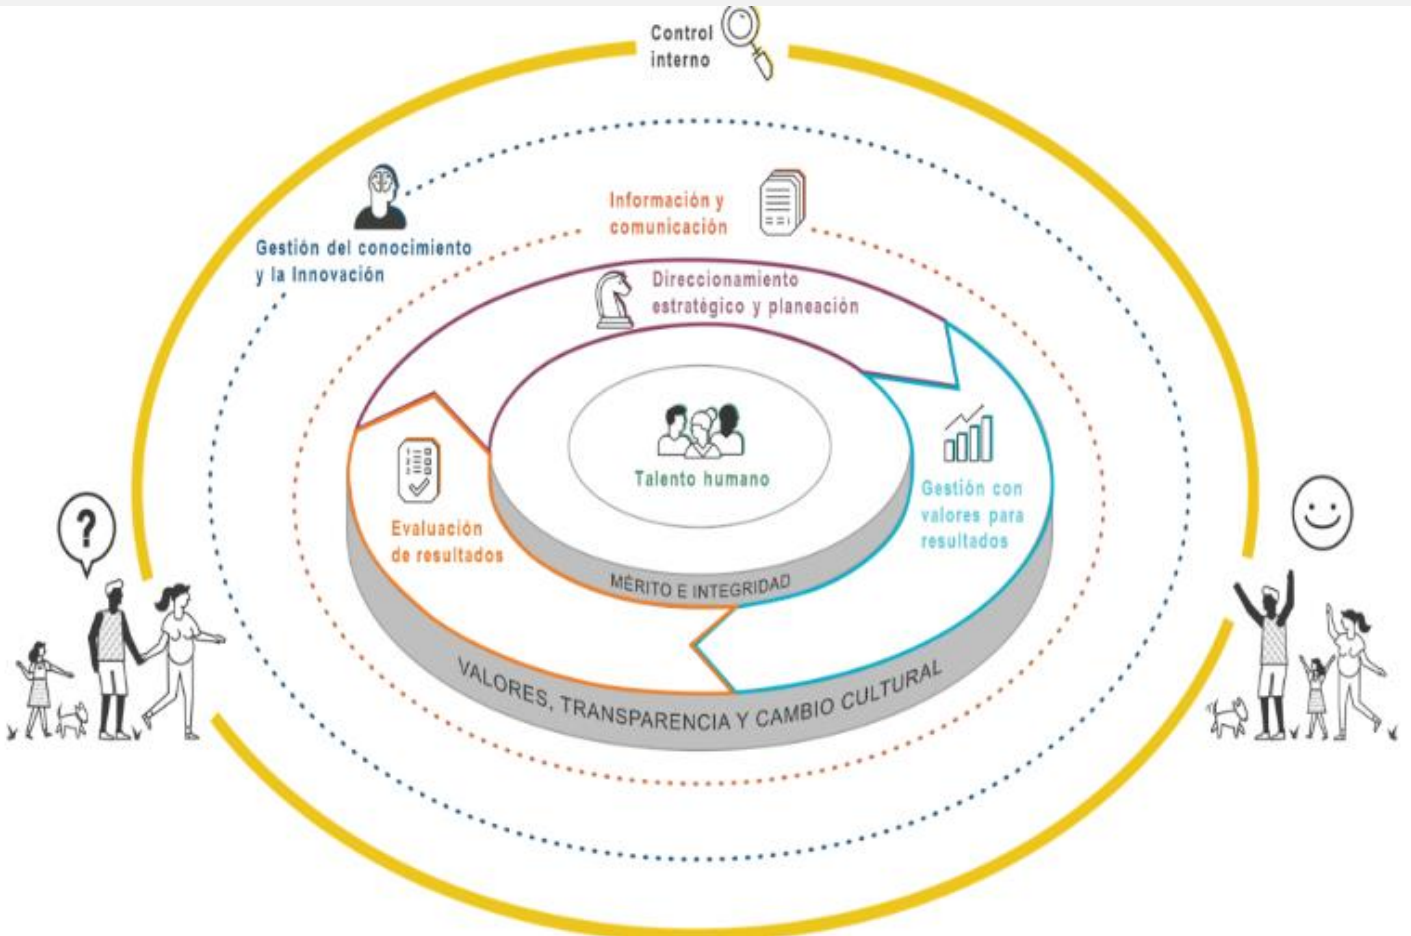 Control
interno
Información y
comunicación
Gestión del conocimiento
y la Innovación
Direccionamiento
estratégico y planeación
Talento humano
Gestión con
valores para
resultados
Evaluación
de resultados
MÉRITO E INTEGRIDAD
VALORES, TRANSPARENCIA Y CAMBIO CULTURAL
?